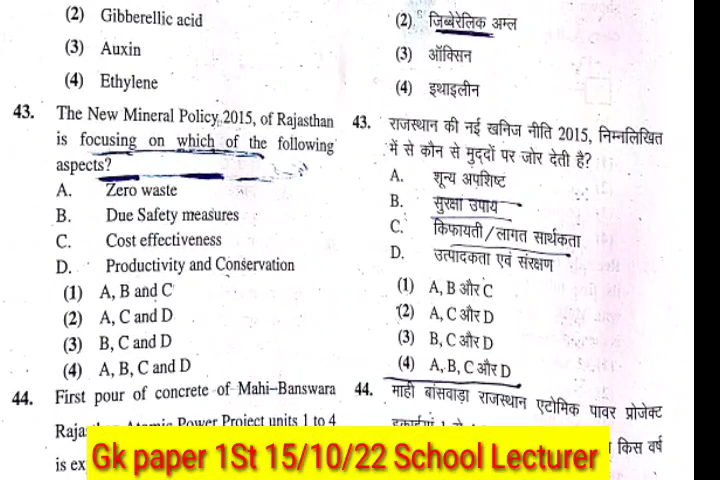 (2) Gibberellic acid
(3) Auxin
(4) Ethylene
43. The New Mineral Policy, 2015, of Rajasthan
is focusing on which of the following
aspects?
A. Zero waste
B. Due Safety measures
C. Cost effectiveness
D. Productivity and Conservation
(1) A, B and C
(2) A, C and D
(3) B, C and D
(4) A, B, C and D
44. First pour of concrete of Mahi-Banswara
Raja Atomic Power Project units 1 to 4
is ex
(2) जिब्बेरेलिक अम्ल
(3) ऑक्सिन
(4) इथाइलीन
43. राजस्थान की नई खनिज नीति 2015, निम्नलिखित
में से कौन से मुद्दों पर जोर देती है?
A. शून्य अपशिष्ट
B. सुरक्षा उपाय
C. किफायती/लागत सार्थकता
D. उत्पादकता एवं संरक्षण
(1) A, B और C
(2) A, C और D
(3) B, C और D
(4) A, B, C और D
44. माही बांसवाड़ा राजस्थान एटोमिक पावर प्रोजेक्ट
किस वर्ष
Gk paper 1St 15/10/22 School Lecturer